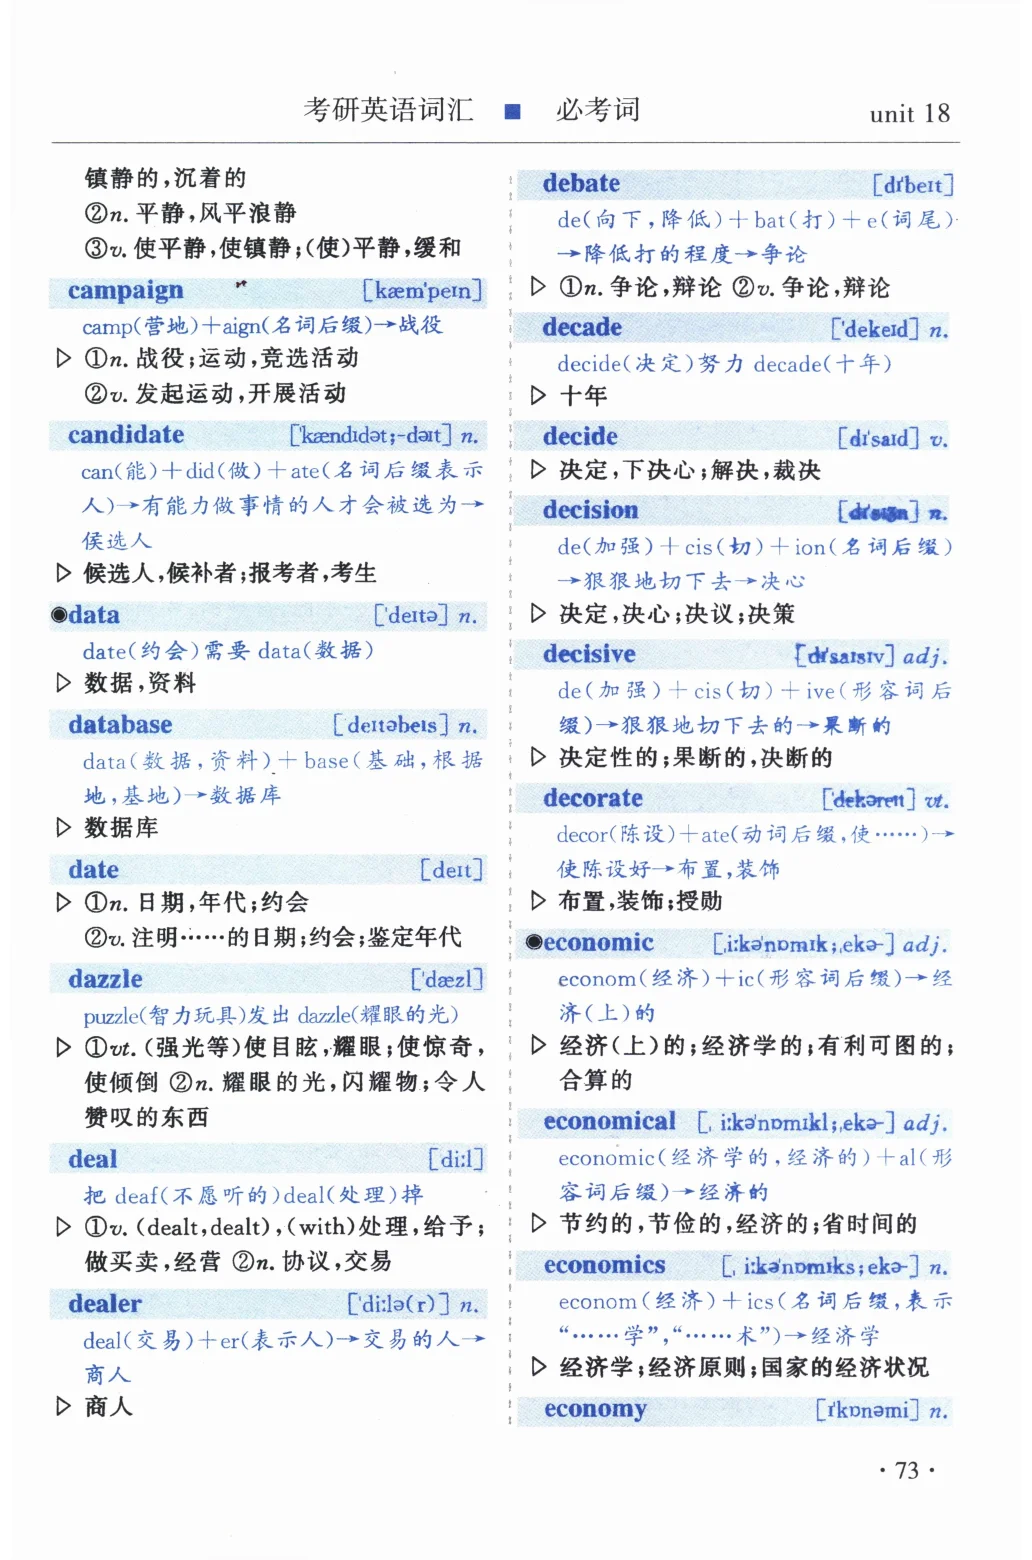 考研英语词汇 ■ 必考词 unit 18
镇静的,沉着的
②n. 平静,风平浪静
③v. 使平静,使镇静;(使)平静,缓和
campaign [kæm'peɪn]
camp(营地)+aign(名词后缀)→战役
▷ ①n. 战役;运动,竞选活动
②v. 发起运动,开展活动
candidate ['kændɪdət;-dəɪt] n.
can(能)+did(做)+ate(名词后缀表示
人)→有能力做事情的人才会被选为→
侯选人
▷ 候选人,候补者;报考者,考生
◉data ['deɪtə] n.
date(约会)需要 data(数据)
▷ 数据,资料
database [ˈdeɪtəbeɪs] n.
data(数据,资料)+base(基础,根据
地,基地)→数据库
▷ 数据库
date [deɪt]
▷ ①n. 日期,年代;约会
②v. 注明……的日期;约会;鉴定年代
dazzle ['dæzl]
puzzle(智力玩具)发出 dazzle(耀眼的光)
▷ ①vt. (强光等)使目眩,耀眼;使惊奇,
使倾倒 ②n. 耀眼的光,闪耀物;令人
赞叹的东西
deal [di:l]
把 deaf(不愿听的)deal(处理)掉
▷ ①v. (dealt,dealt),(with)处理,给予;
做买卖,经营 ②n. 协议,交易
dealer ['di:lə(r)] n.
deal(交易)+er(表示人)→交易的人→
商人
▷ 商人
debate [dɪ'beɪt]
de(向下,降低)+bat(打)+e(词尾)
→降低打的程度→争论
▷ ①n. 争论,辩论 ②v. 争论,辩论
decade ['dekeɪd] n.
decide(决定)努力 decade(十年)
▷ 十年
decide [dɪ'saɪd] v.
▷ 决定,下决心;解决,裁决
decision n.
de(加强)+cis(切)+ion(名词后缀)
→狠狠地切下去→决心
▷ 决定,决心;决议;决策
decisive [dɪ'saɪsɪv] adj.
de(加强)+cis(切)+ive(形容词后
缀)→狠狠地切下去的→果断的
▷ 决定性的;果断的,决断的
decorate ['dekəreɪt] vt.
decor(陈设)+ate(动词后缀,使……)→
使陈设好→布置,装饰
▷ 布置,装饰;授勋
◉economic [ˌi:kə'nɒmɪk;ˌekə-] adj.
econom(经济)+ic(形容词后缀)→经
济(上)的
▷ 经济(上)的;经济学的;有利可图的;
合算的
economical [ˌi:kə'nɒmɪkl;ˌekə-] adj.
economic(经济学的,经济的)+al(形
容词后缀)→经济的
▷ 节约的,节俭的,经济的;省时间的
economics [ˌi:kə'nɒmɪks;ekə-] n.
econom(经济)+ics(名词后缀,表示
“……学”,“……术”)→经济学
▷ 经济学;经济原则;国家的经济状况
economy [ɪ'kɒnəmi] n.
·73·